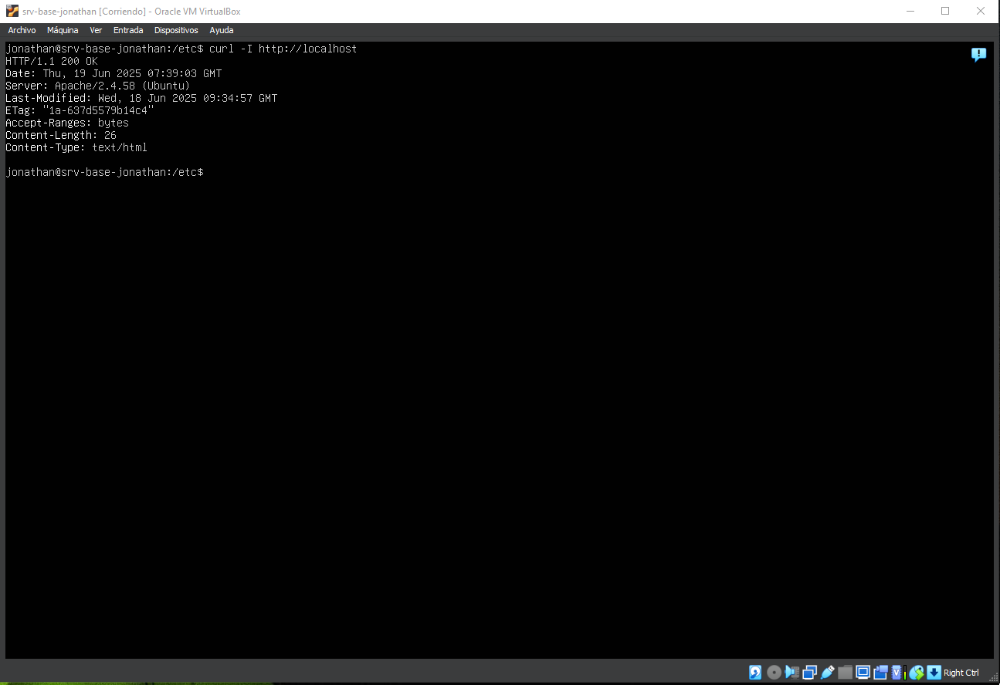 srv-base-jonathan [Corriendo] - Oracle VM VirtualBox
Archivo Máquina Ver Entrada Dispositivos Ayuda
jonathan@srv-base-jonathan:/etc$ curl -I http://localhost
HTTP/1.1 200 OK
Date: Thu, 19 Jun 2025 07:39:03 GMT
Server: Apache/2.4.58 (Ubuntu)
Last-Modified: Wed, 18 Jun 2025 09:34:57 GMT
ETag: "1a-637d5579b14c4"
Accept-Ranges: bytes
Content-Length: 26
Content-Type: text/html
jonathan@srv-base-jonathan:/etc$
Right Ctrl